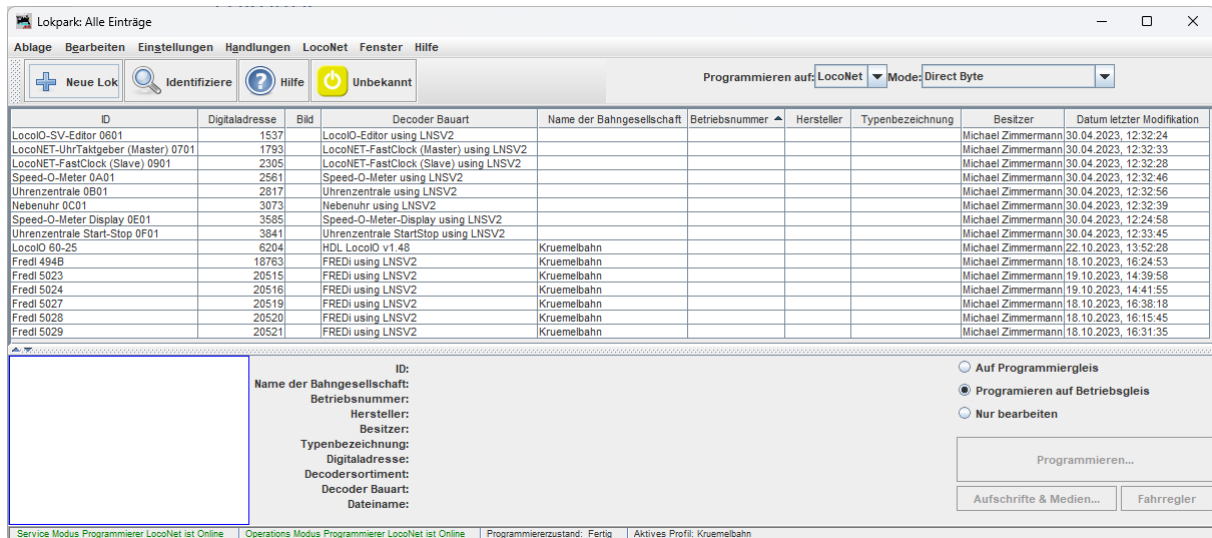 Lokpark: Alle Einträge
Ablage Bearbeiten Einstellungen Handlungen LocoNet Fenster Hilfe
Neue Lok Identifiziere Hilfe Unbekannt Programmieren auf: LocoNet Mode: Direct Byte
ID Digitaladresse Bild Decoder Bauart Name der Bahngesellschaft Betriebsnummer Hersteller Typenbezeichnung Besitzer Datum letzter Modifikation
LocoIO-SV-Editor 0601 1537 LocoIO-Editor using LNSV2 Michael Zimmermann 30.04.2023, 12:32:24
LocoNET-UhrTaktgeber (Master) 0701 1793 LocoNET-FastClock (Master) using LNSV2 Michael Zimmermann 30.04.2023, 12:32:33
LocoNET-FastClock (Slave) 0901 2305 LocoNET-FastClock (Slave) using LNSV2 Michael Zimmermann 30.04.2023, 12:32:28
Speed-O-Meter 0A01 2561 Speed-O-Meter using LNSV2 Michael Zimmermann 30.04.2023, 12:32:46
Uhrenzentrale 0B01 2817 Uhrenzentrale using LNSV2 Michael Zimmermann 30.04.2023, 12:32:56
Nebenuhr 0C01 3073 Nebenuhr using LNSV2 Michael Zimmermann 30.04.2023, 12:32:39
Speed-O-Meter Display 0E01 3585 Speed-O-Meter-Display using LNSV2 Michael Zimmermann 30.04.2023, 12:24:58
Uhrenzentrale Start-Stop 0F01 3841 Uhrenzentrale StartStop using LNSV2 Michael Zimmermann 30.04.2023, 12:33:45
LocoIO 60-25 6204 HDL LocoIO v1.48 Kruemelbahn Michael Zimmermann 22.10.2023, 13:52:28
FredI 494B 18763 FREDi using LNSV2 Kruemelbahn Michael Zimmermann 18.10.2023, 16:24:53
FredI 5023 20515 FREDi using LNSV2 Kruemelbahn Michael Zimmermann 19.10.2023, 14:39:58
FredI 5024 20516 FREDi using LNSV2 Kruemelbahn Michael Zimmermann 19.10.2023, 14:41:55
FredI 5027 20519 FREDi using LNSV2 Kruemelbahn Michael Zimmermann 18.10.2023, 16:38:18
FredI 5028 20520 FREDi using LNSV2 Kruemelbahn Michael Zimmermann 18.10.2023, 16:15:45
FredI 5029 20521 FREDi using LNSV2 Kruemelbahn Michael Zimmermann 18.10.2023, 16:31:35
ID:
Name der Bahngesellschaft:
Betriebsnummer:
Hersteller:
Besitzer:
Typenbezeichnung:
Digitaladresse:
Decodersortiment:
Decoder Bauart:
Dateiname:
Auf Programmiergleis
Programieren auf Betriebsgleis
Nur bearbeiten
Programmieren...
Aufschrifte & Medien... Fahrregler
Service Modus Programmierer LocoNet ist Online Operations Modus Programmierer LocoNet ist Online Programmiererzustand: Fertig Aktives Profil: Kruemelbahn